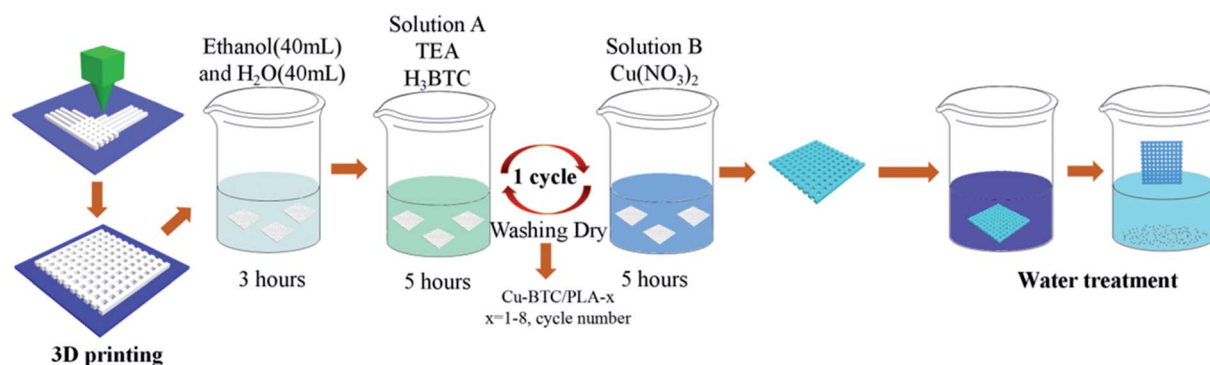 3D printing
Ethanol(40mL)
and H₂O(40mL)
3 hours
Solution A
TEA
H₃BTC
5 hours
1 cycle
Washing Dry
Cu-BTC/PLA-x
x=1-8, cycle number
Solution B
Cu(NO₃)₂
5 hours
Water treatment